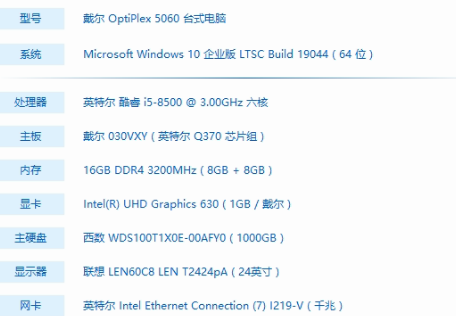 型号 戴尔 OptiPlex 5060 台式电脑
系统 Microsoft Windows 10 企业版 LTSC Build 19044 ( 64 位 )
处理器 英特尔 酷睿 i5-8500 @ 3.00GHz 六核
主板 戴尔 030VXY ( 英特尔 Q370 芯片组 )
内存 16GB DDR4 3200MHz ( 8GB + 8GB )
显卡 Intel(R) UHD Graphics 630 ( 1GB / 戴尔 )
主硬盘 西数 WDS100T1X0E-00AFY0 ( 1000GB )
显示器 联想 LEN60C8 LEN T2424pA ( 24英寸 )
网卡 英特尔 Intel Ethernet Connection (7) I219-V ( 千兆 )